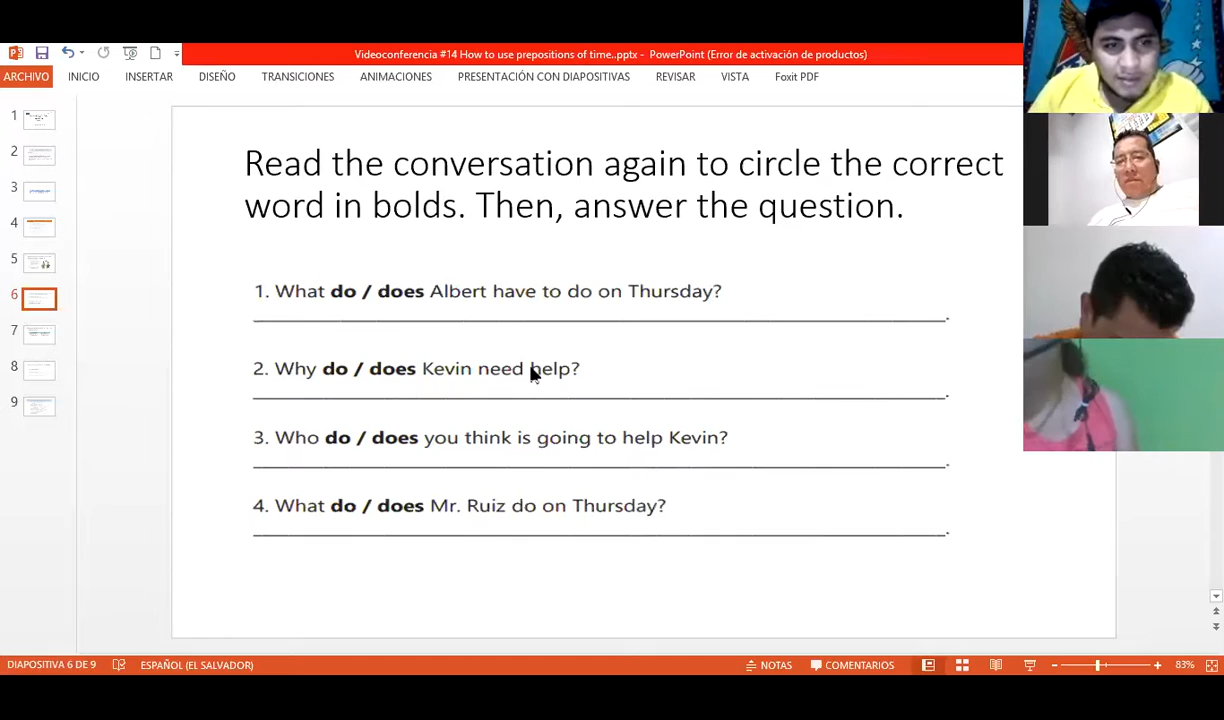 Videoconferencia #14 How to use prepositions of time..pptx - PowerPoint (Error de activación de productos)
ARCHIVO INICIO INSERTAR DISEÑO TRANSICIONES ANIMACIONES PRESENTACIÓN CON DIAPOSITIVAS REVISAR VISTA Foxit PDF
1
2
3
4
5
6
7
8
9
Read the conversation again to circle the correct
word in bolds. Then, answer the question.
1. What do / does Albert have to do on Thursday?
2. Why do / does Kevin need help?
3. Who do / does you think is going to help Kevin?
4. What do / does Mr. Ruiz do on Thursday?
DIAPOSITIVA 6 DE 9 ESPAÑOL (EL SALVADOR) NOTAS COMENTARIOS 83%